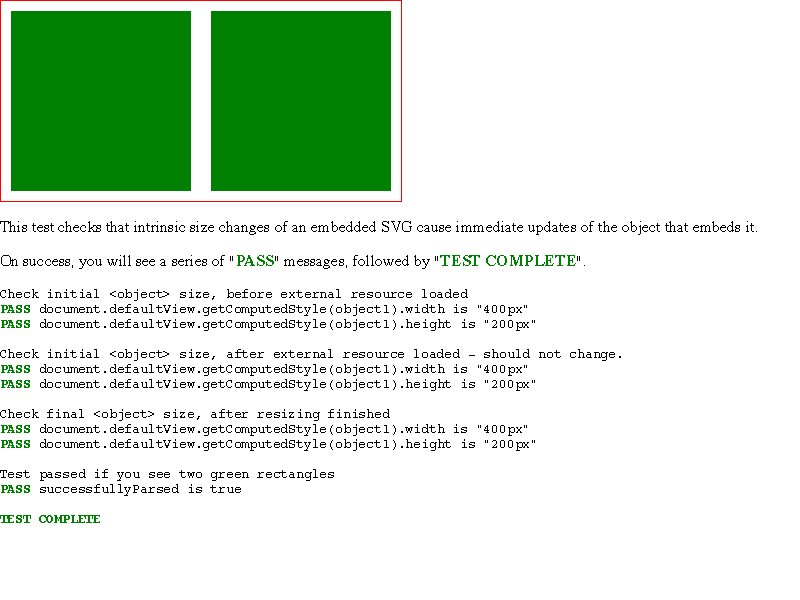 This test checks that intrinsic size changes of an embedded SVG cause immediate updates of the object that embeds it.
On success, you will see a series of "PASS" messages, followed by "TEST COMPLETE".
Check initial <object> size, before external resource loaded
PASS document.defaultView.getComputedStyle(object1).width is "400px"
PASS document.defaultView.getComputedStyle(object1).height is "200px"
Check initial <object> size, after external resource loaded - should not change.
PASS document.defaultView.getComputedStyle(object1).width is "400px"
PASS document.defaultView.getComputedStyle(object1).height is "200px"
Check final <object> size, after resizing finished
PASS document.defaultView.getComputedStyle(object1).width is "400px"
PASS document.defaultView.getComputedStyle(object1).height is "200px"
Test passed if you see two green rectangles
PASS successfullyParsed is true
TEST COMPLETE